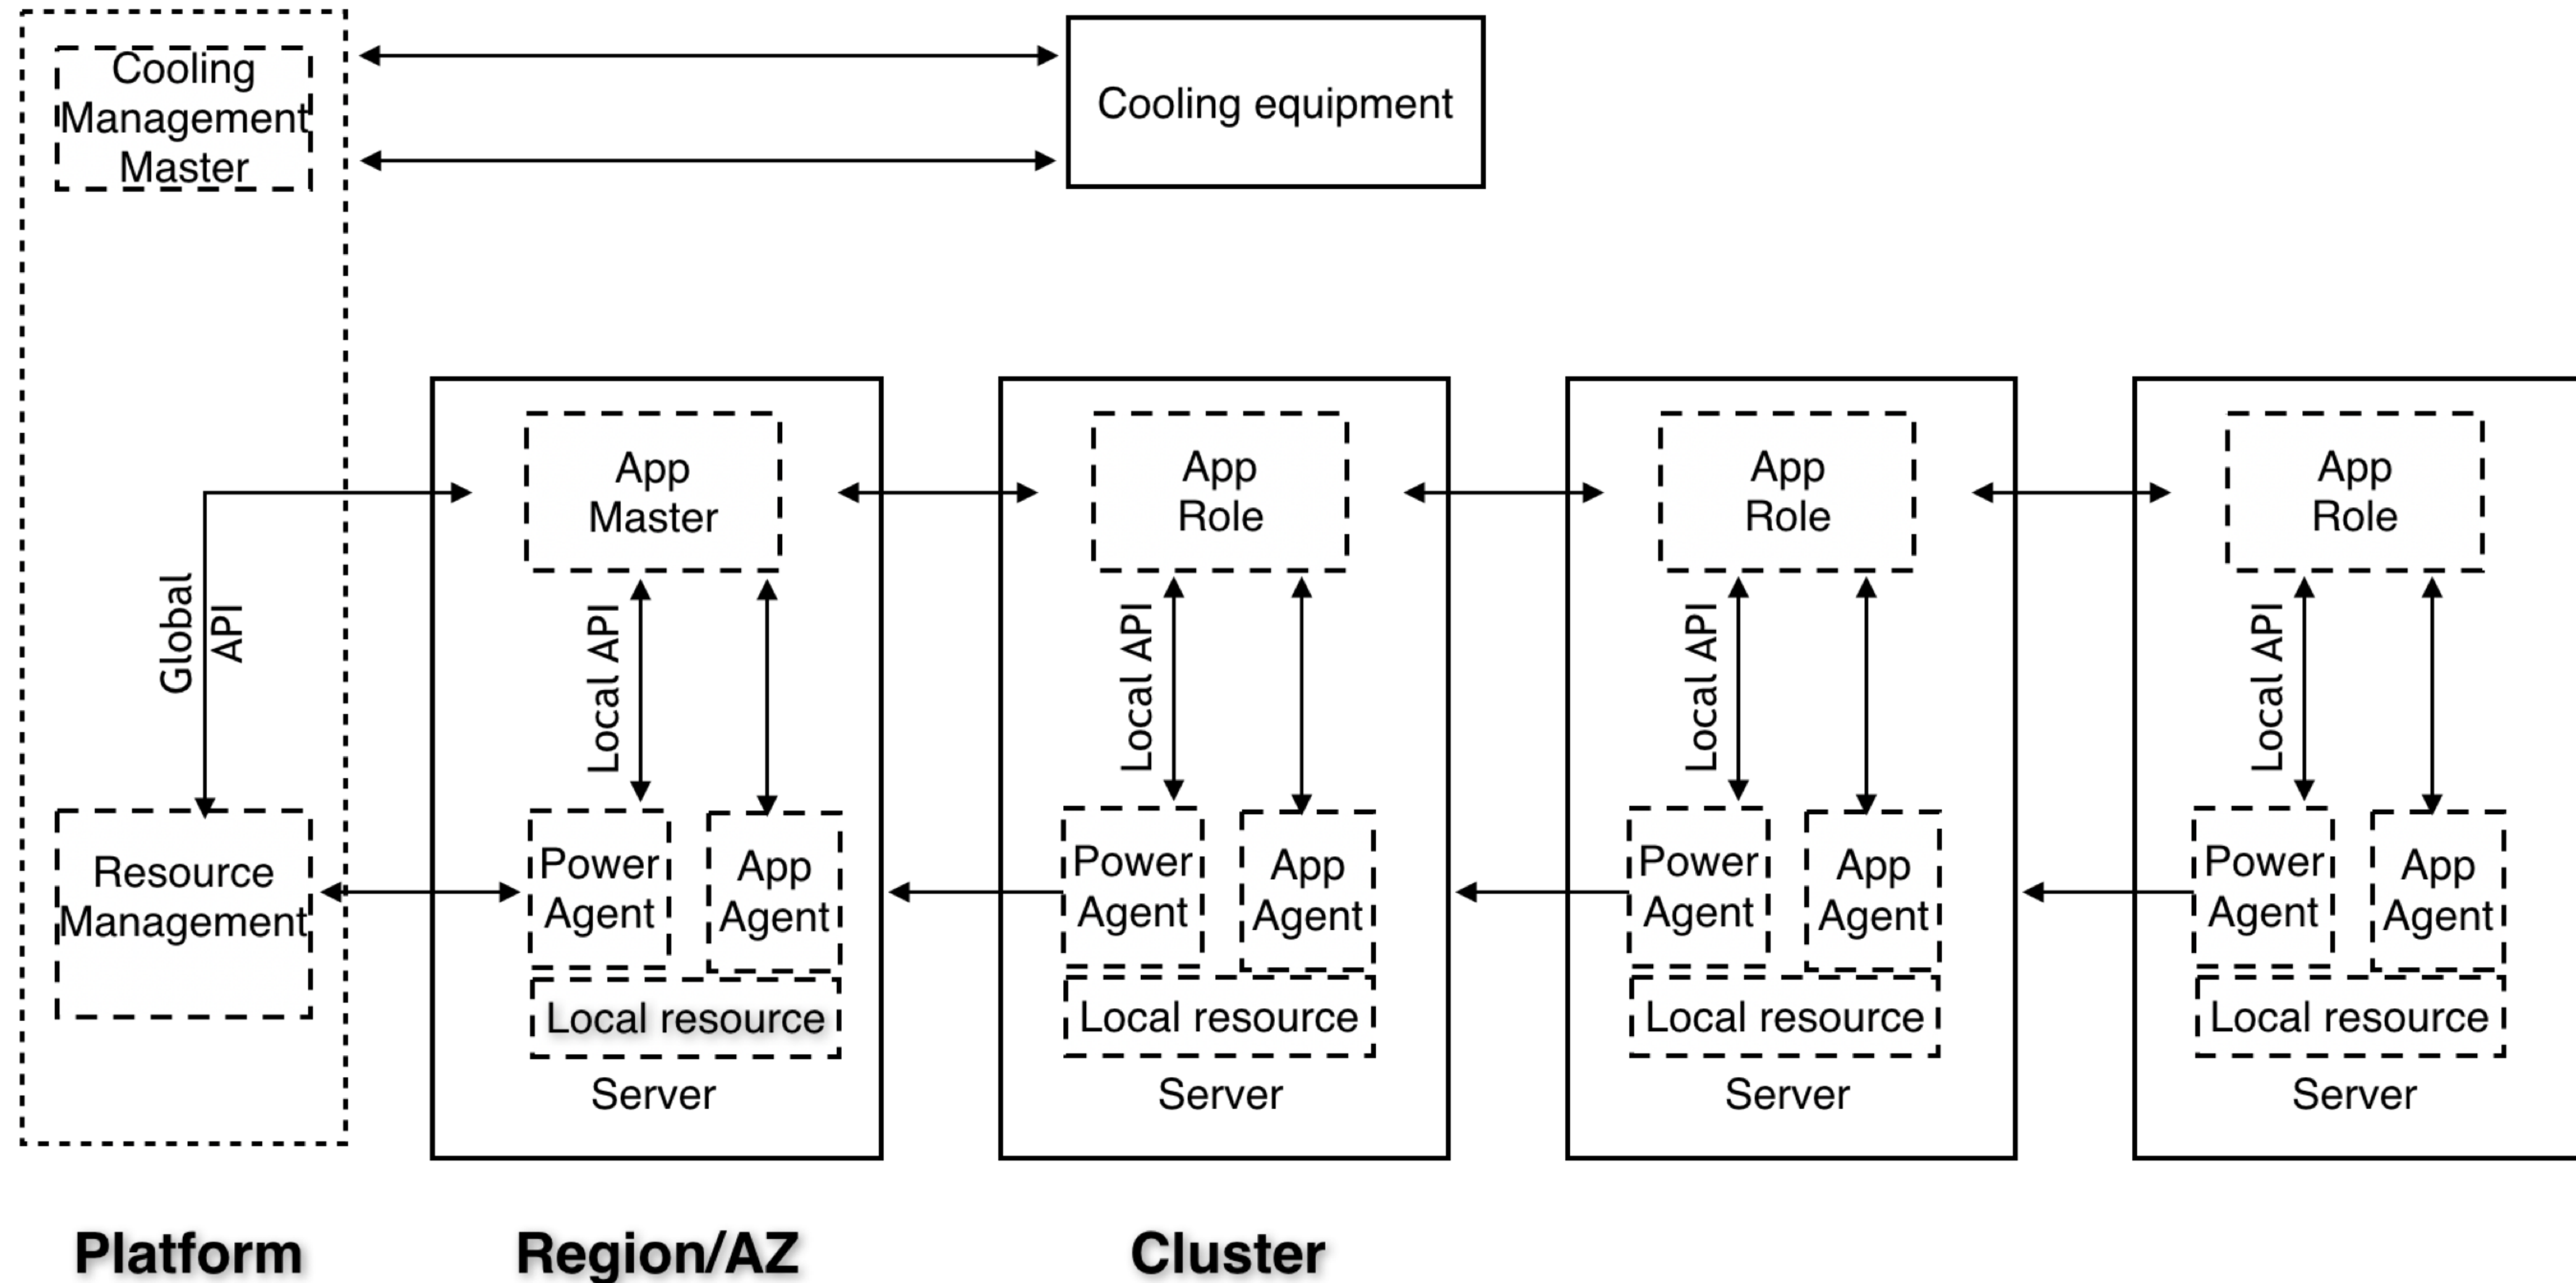 Cooling
Management
Master
Cooling equipment
App
Master
App
Role
App
Role
App
Role
Global
API
Local API
Local API
Local API
Local API
Resource
Management
Power
Agent
App
Agent
Power
Agent
App
Agent
Power
Agent
App
Agent
Power
Agent
App
Agent
Local resource
Local resource
Local resource
Local resource
Server
Server
Server
Server
Platform
Region/AZ
Cluster